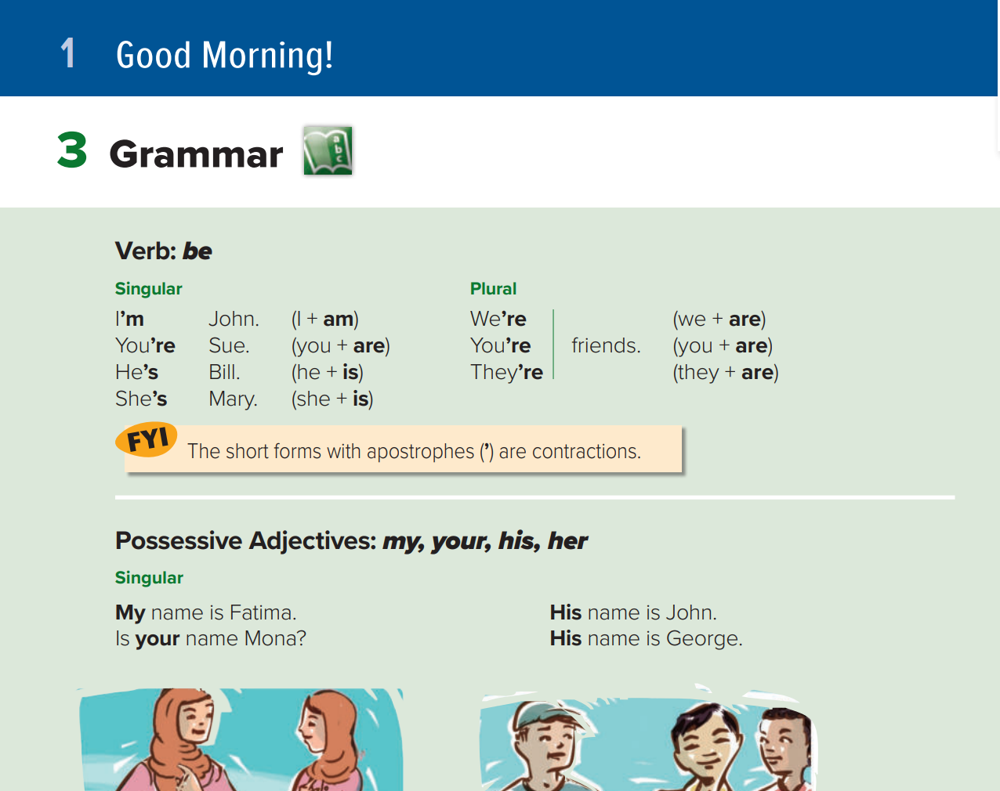 1 Good Morning!
3 Grammar
a
b
c
Verb: be
Singular
I'm John. (I + am)
You're Sue. (you + are)
He's Bill. (he + is)
She's Mary. (she + is)
Plural
We're (we + are)
You're friends. (you + are)
They're (they + are)
FYI The short forms with apostrophes (’) are contractions.
Possessive Adjectives: my, your, his, her
Singular
My name is Fatima.
Is your name Mona?
His name is John.
His name is George.